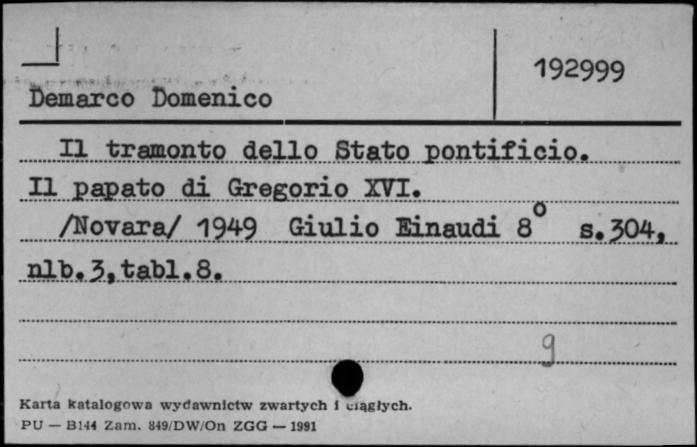 192999
Demarco Domenico
Il tramonto dello Stato pontificio.
Il papato di Gregorio XVI.
/Novara/ 1949 Giulio Einaudi 8° s.304,
nlb.3,tabl.8.
g
Karta katalogowa wydawnictw zwartych i ciągłych.
PU — B144 Zam. 849/DW/On ZGG — 1991